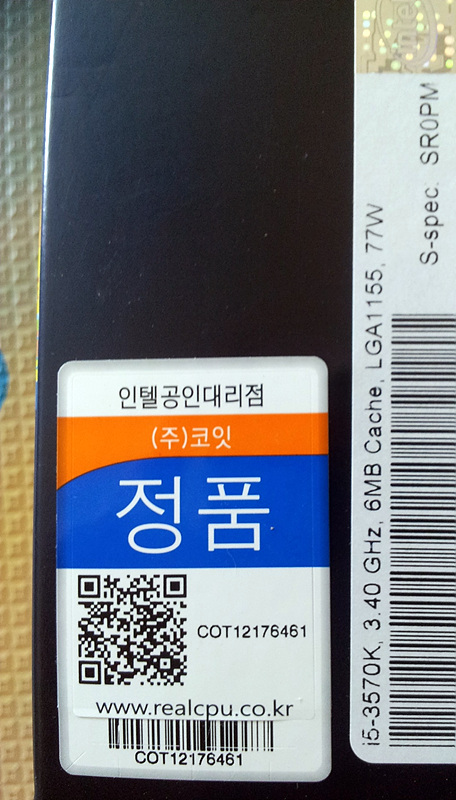 인텔공인대리점
(주)코잇
정품
COT12176461
www.realcpu.co.kr
COT12176461
i5-3570K, 3.40 GHz, 6MB Cache, LGA1155, 77W
S-spec. SR0PM
intel